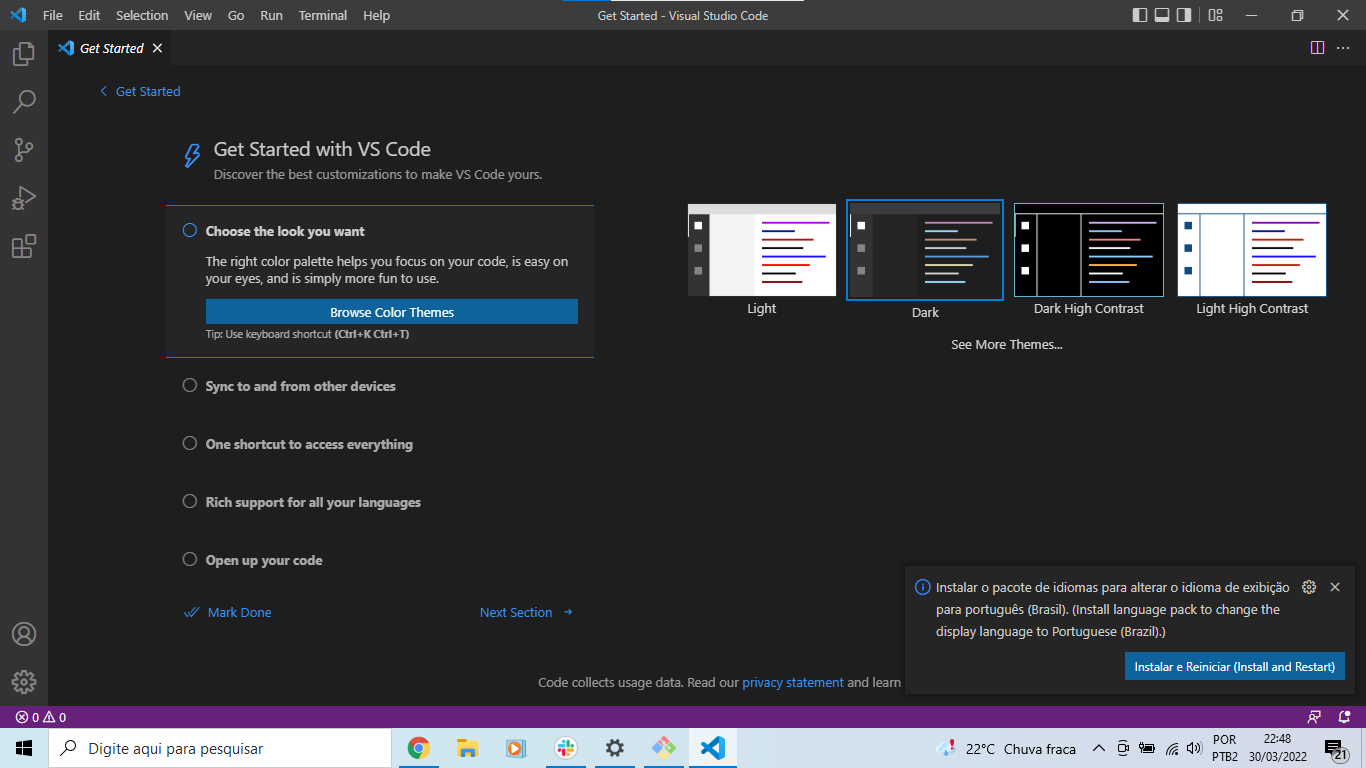 File Edit Selection View Go Run Terminal Help
Get Started - Visual Studio Code
Get Started
Get Started
Get Started with VS Code
Discover the best customizations to make VS Code yours.
Choose the look you want
The right color palette helps you focus on your code, is easy on
your eyes, and is simply more fun to use.
Browse Color Themes
Tip: Use keyboard shortcut (Ctrl+K Ctrl+T)
Sync to and from other devices
One shortcut to access everything
Rich support for all your languages
Open up your code
Mark Done
Next Section
Light
Dark
Dark High Contrast
Light High Contrast
See More Themes...
Code collects usage data. Read our privacy statement and learn
Instalar o pacote de idiomas para alterar o idioma de exibição
para português (Brasil). (Install language pack to change the
display language to Portuguese (Brazil).)
Instalar e Reiniciar (Install and Restart)
0 0
Digite aqui para pesquisar
22°C Chuva fraca
POR
PTB2
22:48
30/03/2022
21